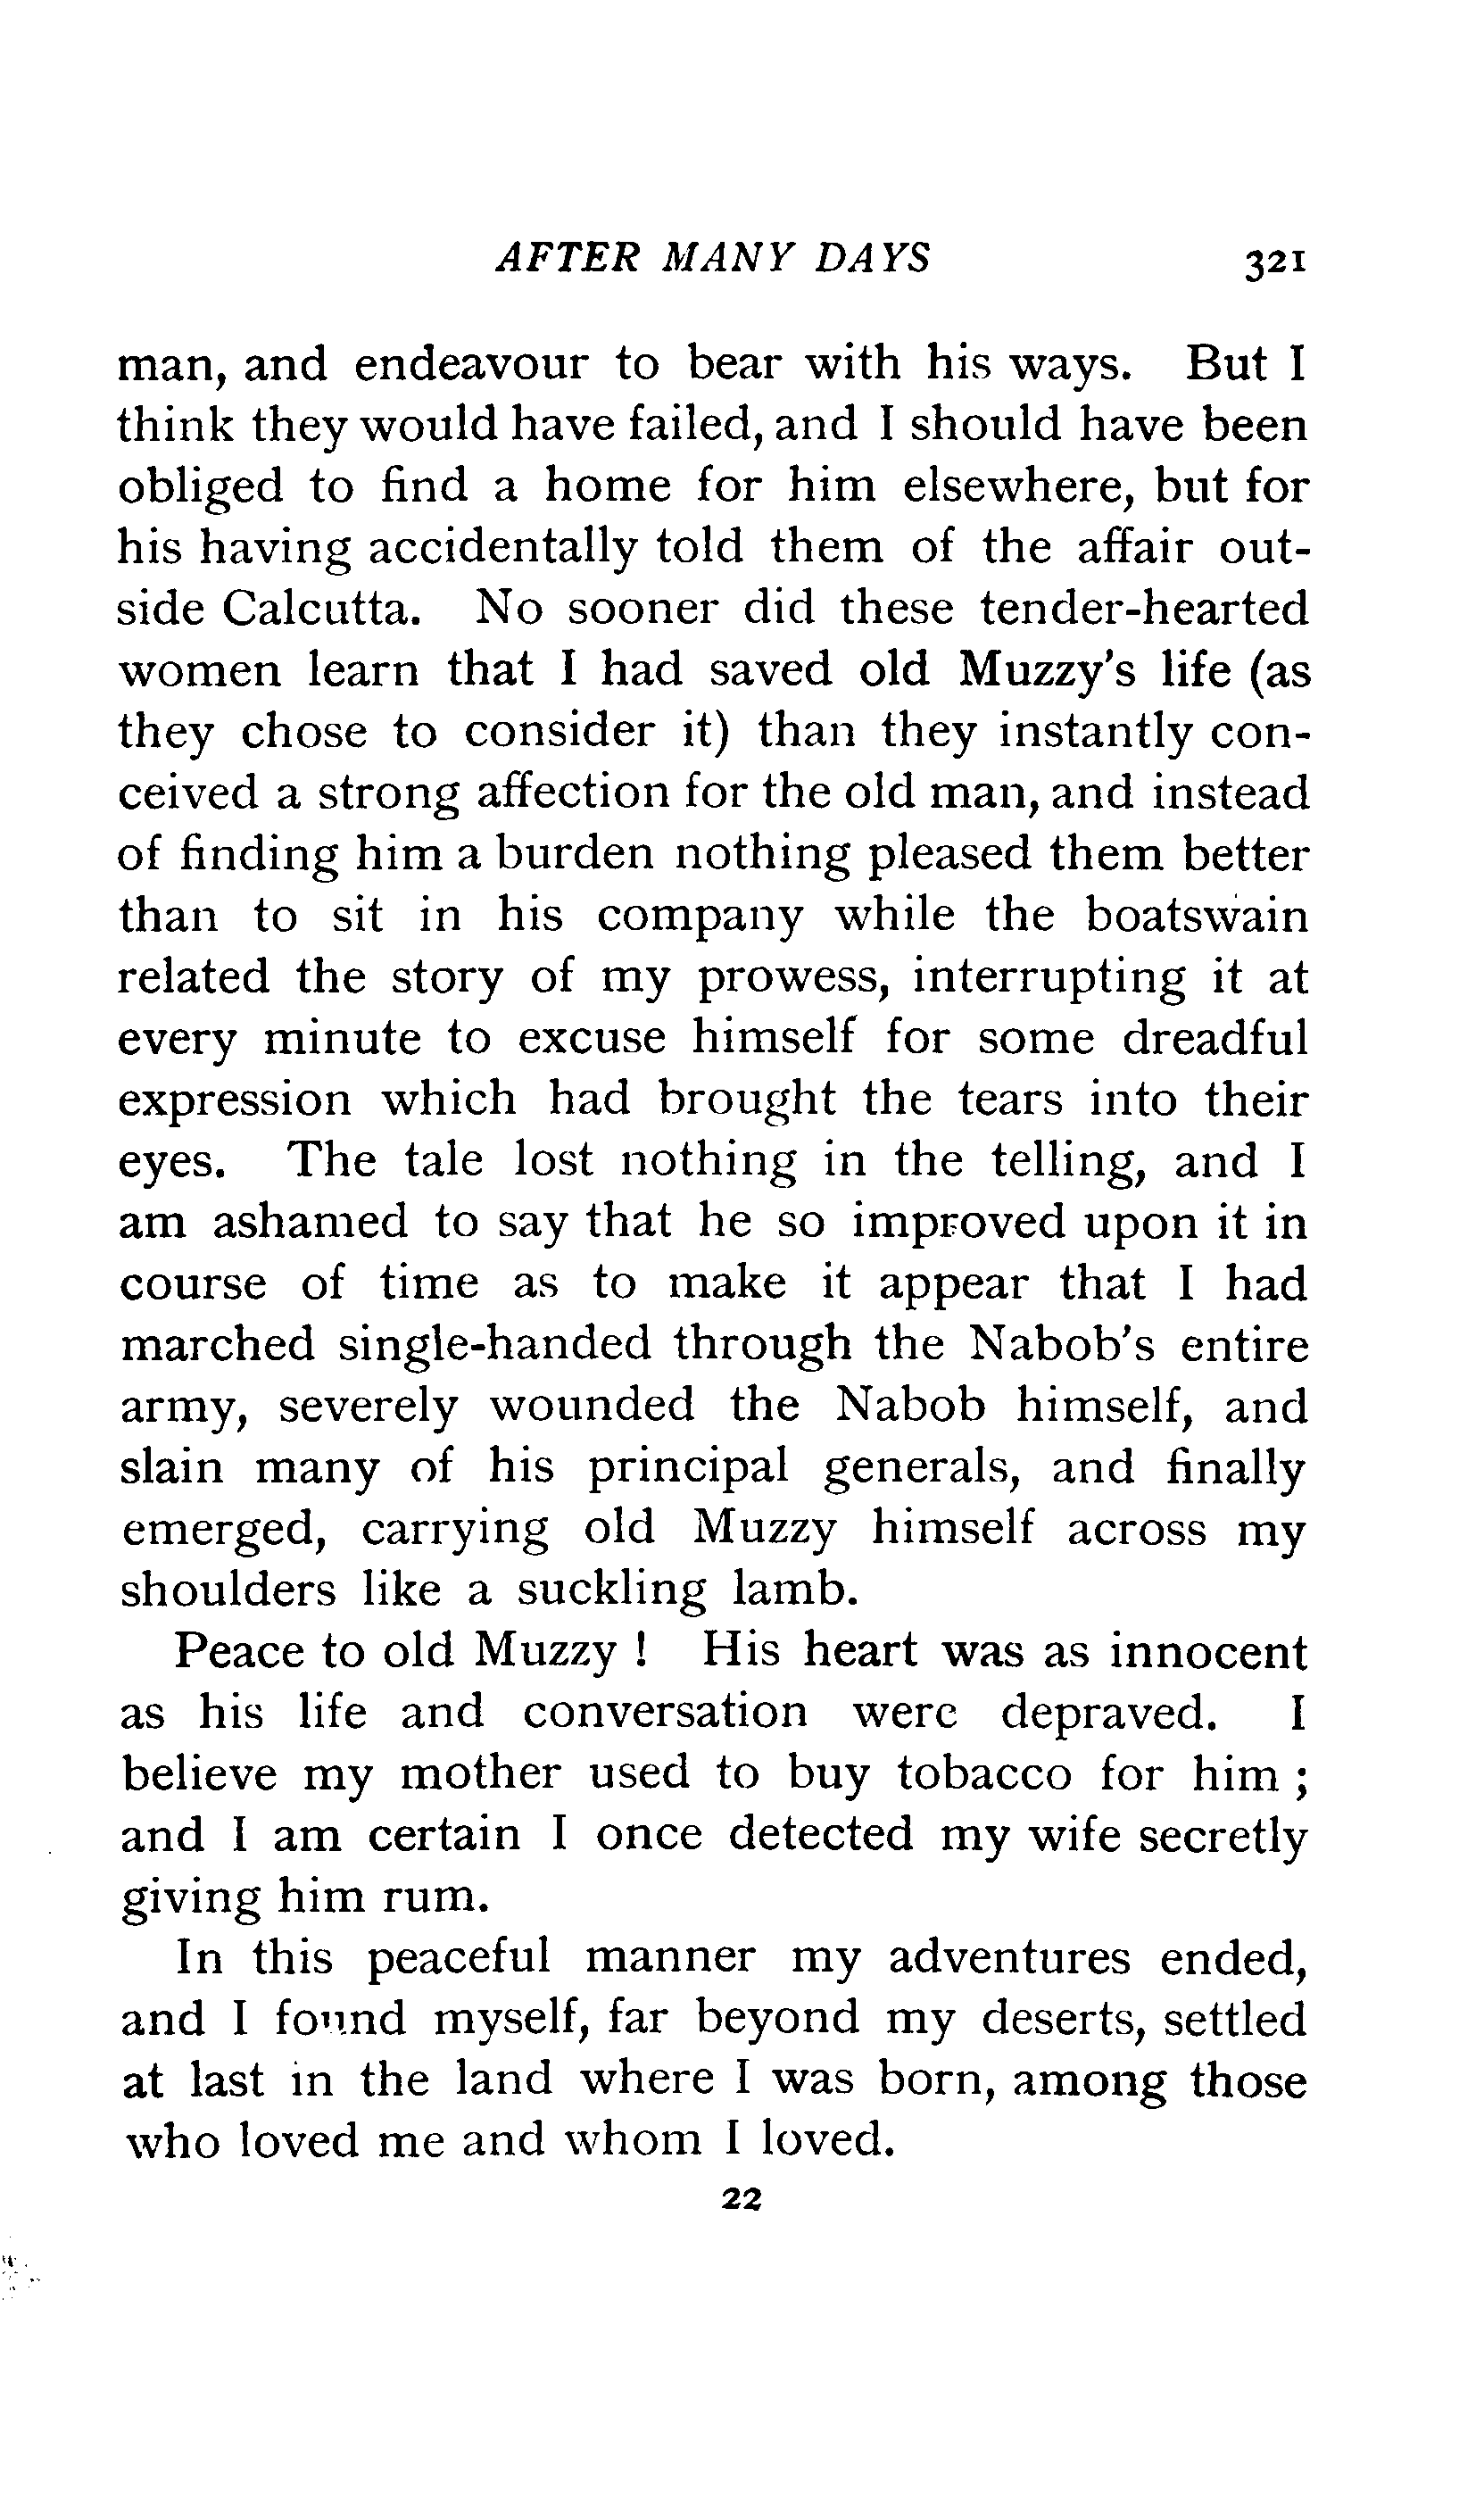 AFTER MANY DAYS 321
man, and endeavour to bear with his ways. But I
think they would have failed, and I should have been
obliged to find a home for him elsewhere, but for
his having accidentally told them of the affair out-
side Calcutta. No sooner did these tender-hearted
women learn that I had saved old Muzzy's life (as
they chose to consider it) than they instantly con-
ceived a strong affection for the old man, and instead
of finding him a burden nothing pleased them better
than to sit in his company while the boatswain
related the story of my prowess, interrupting it at
every minute to excuse himself for some dreadful
expression which had brought the tears into their
eyes. The tale lost nothing in the telling, and I
am ashamed to say that he so improved upon it in
course of time as to make it appear that I had
marched single-handed through the Nabob's entire
army, severely wounded the Nabob himself, and
slain many of his principal generals, and finally
emerged, carrying old Muzzy himself across my
shoulders like a suckling lamb.
Peace to old Muzzy ! His heart was as innocent
as his life and conversation were depraved. I
believe my mother used to buy tobacco for him ;
and I am certain I once detected my wife secretly
giving him rum.
In this peaceful manner my adventures ended,
and I found myself, far beyond my deserts, settled
at last in the land where I was born, among those
who loved me and whom I loved.
22